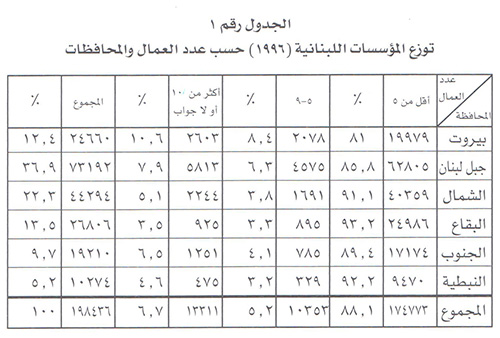 الجدول رقم ١
توزع المؤسسات اللبنانية (١٩٩٦) حسب عدد العمال والمحافظات
عدد العمال المحافظة أقل من ٥ ٪ ٥-٩ ٪ أكثر من ١٠ أو لا جواب ٪ المجموع ٪
بيروت ١٩٩٧٩ ٨١ ٢٠٧٨ ٨,٤ ٢٦٠٣ ١٠,٦ ٢٤٦٦٠ ١٢,٤
جبل لبنان ٦٢٨٠٥ ٨٥,٨ ٤٥٧٥ ٦,٣ ٥٨١٣ ٧,٩ ٧٣١٩٢ ٣٦,٩
الشمال ٤٠٣٥٩ ٩١,١ ١٦٩١ ٣,٨ ٢٢٤٤ ٥,١ ٤٤٢٩٤ ٢٢,٣
البقاع ٢٤٩٨٦ ٩٣,٢ ٨٩٥ ٣,٣ ٩٢٥ ٣,٥ ٢٦٨٠٦ ١٣,٥
الجنوب ١٧١٧٤ ٨٩,٤ ٧٨٥ ٤,١ ١٢٥١ ٦,٥ ١٩٢١٠ ٩,٧
النبطية ٩٤٧٠ ٩٢,٢ ٣٢٩ ٣,٢ ٤٧٥ ٤,٦ ١٠٢٧٤ ٥,٢
المجموع ١٧٤٧٧٣ ٨٨,١ ١٠٣٥٣ ٥,٢ ١٣٣١١ ٦,٧ ١٩٨٤٣٦ ١٠٠